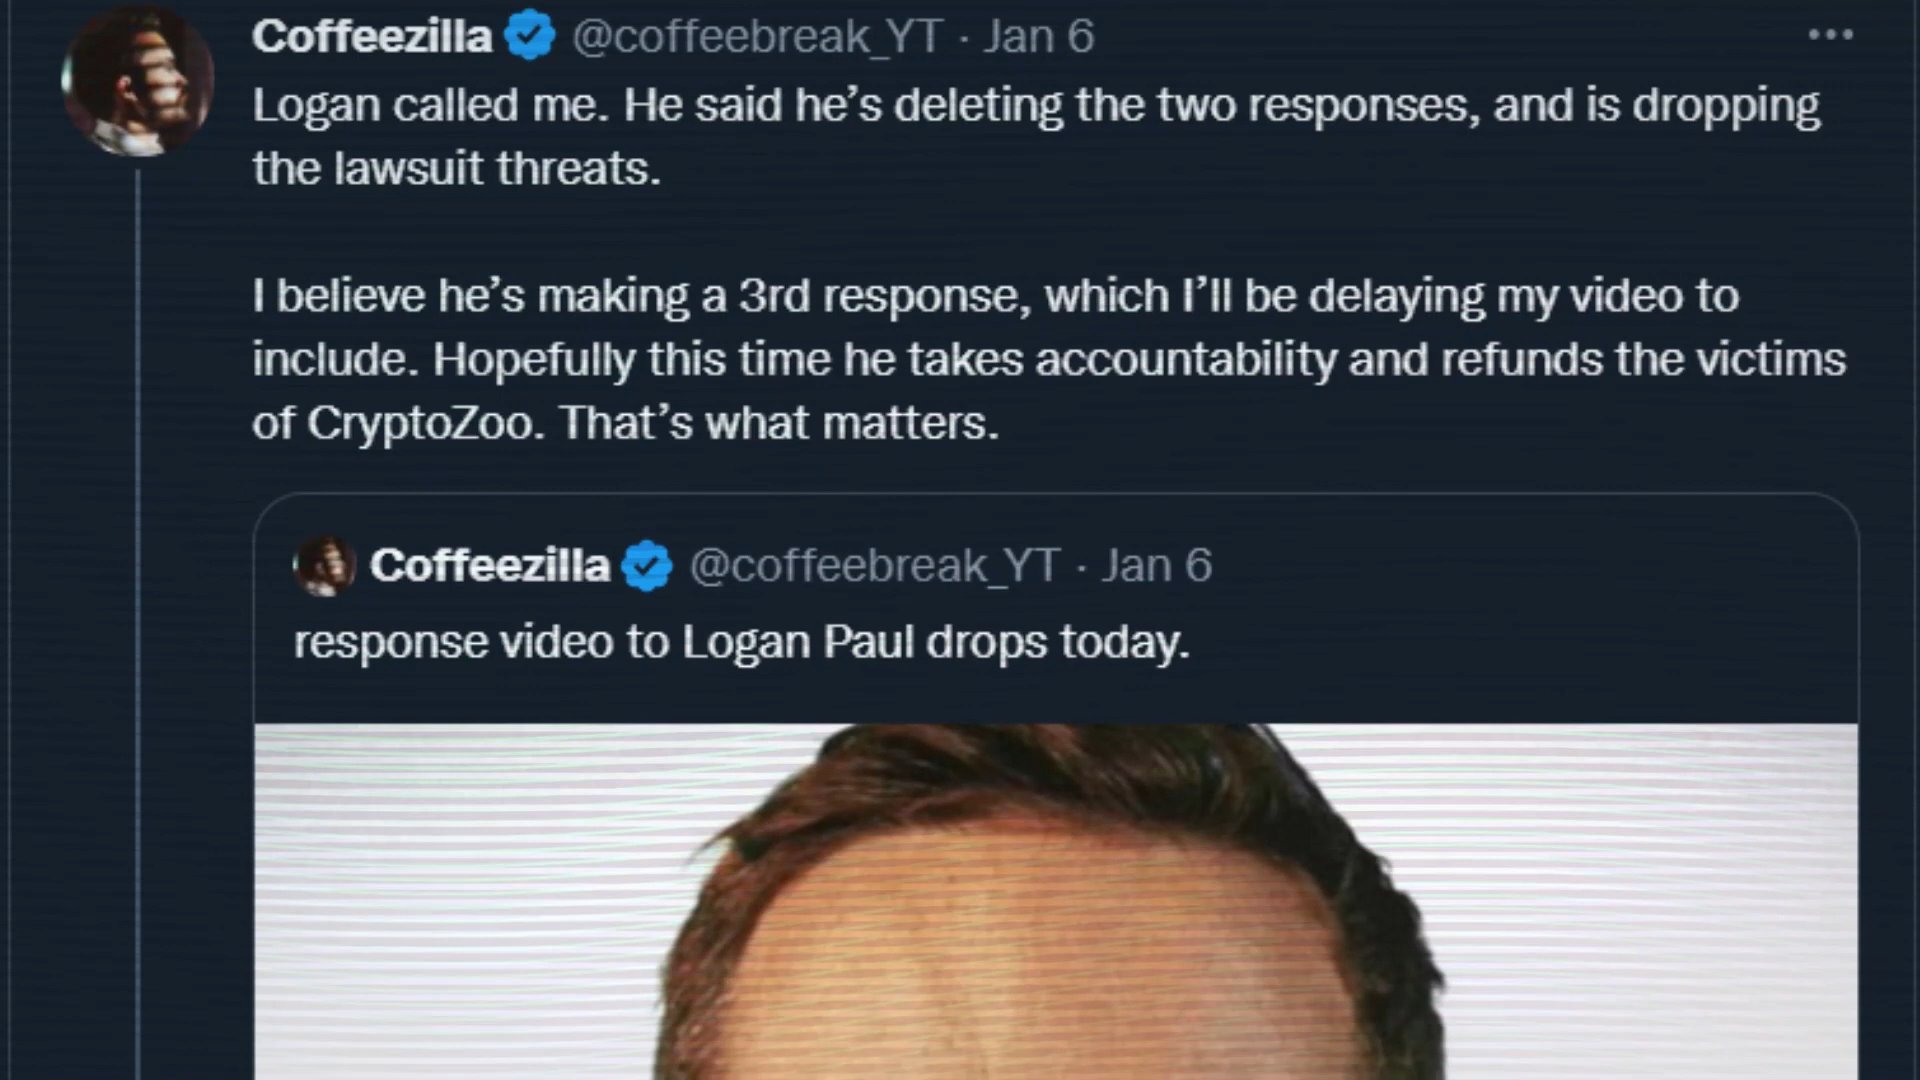 Coffeezilla @coffeebreak_YT · Jan 6
Logan called me. He said he’s deleting the two responses, and is dropping
the lawsuit threats.
I believe he’s making a 3rd response, which I’ll be delaying my video to
include. Hopefully this time he takes accountability and refunds the victims
of CryptoZoo. That’s what matters.
Coffeezilla @coffeebreak_YT · Jan 6
response video to Logan Paul drops today.